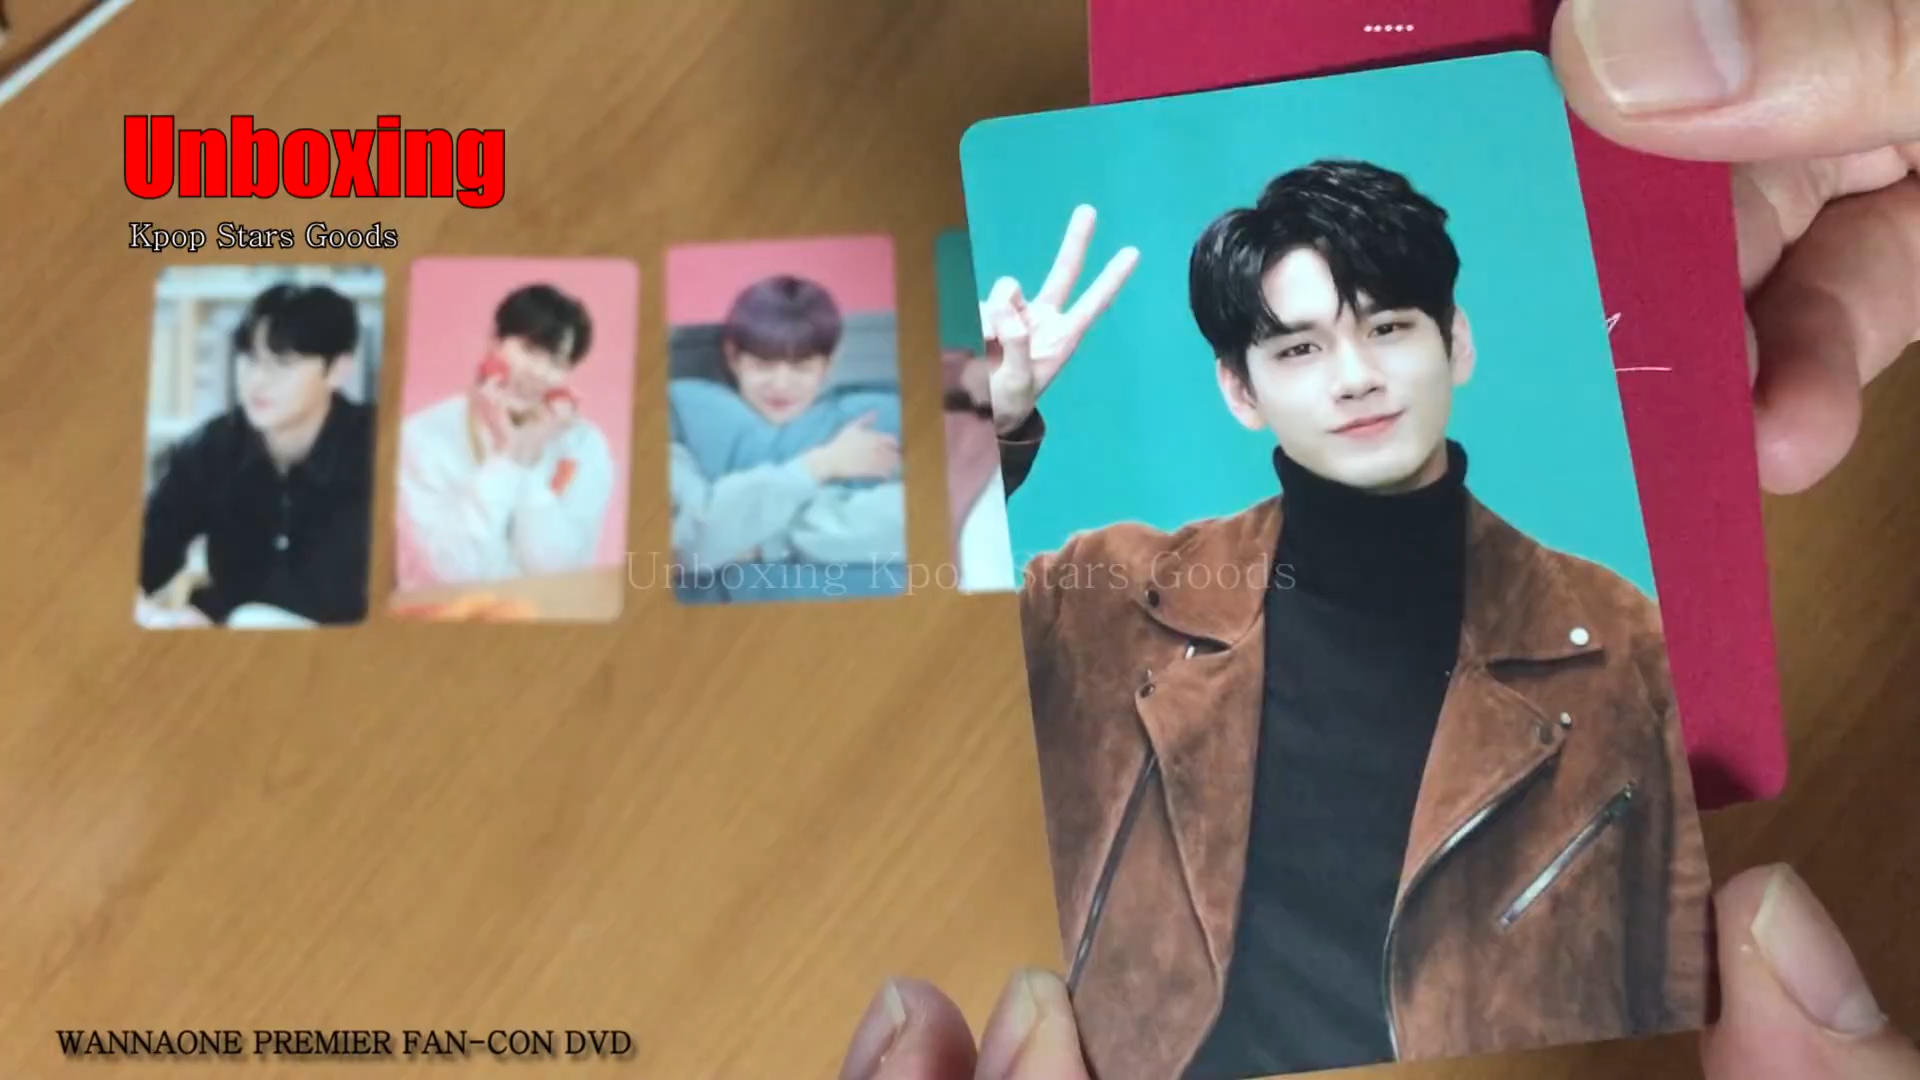 Unboxing
Kpop Stars Goods
Unboxing Kpop Stars Goods
WANNAONE PREMIER FAN-CON DVD